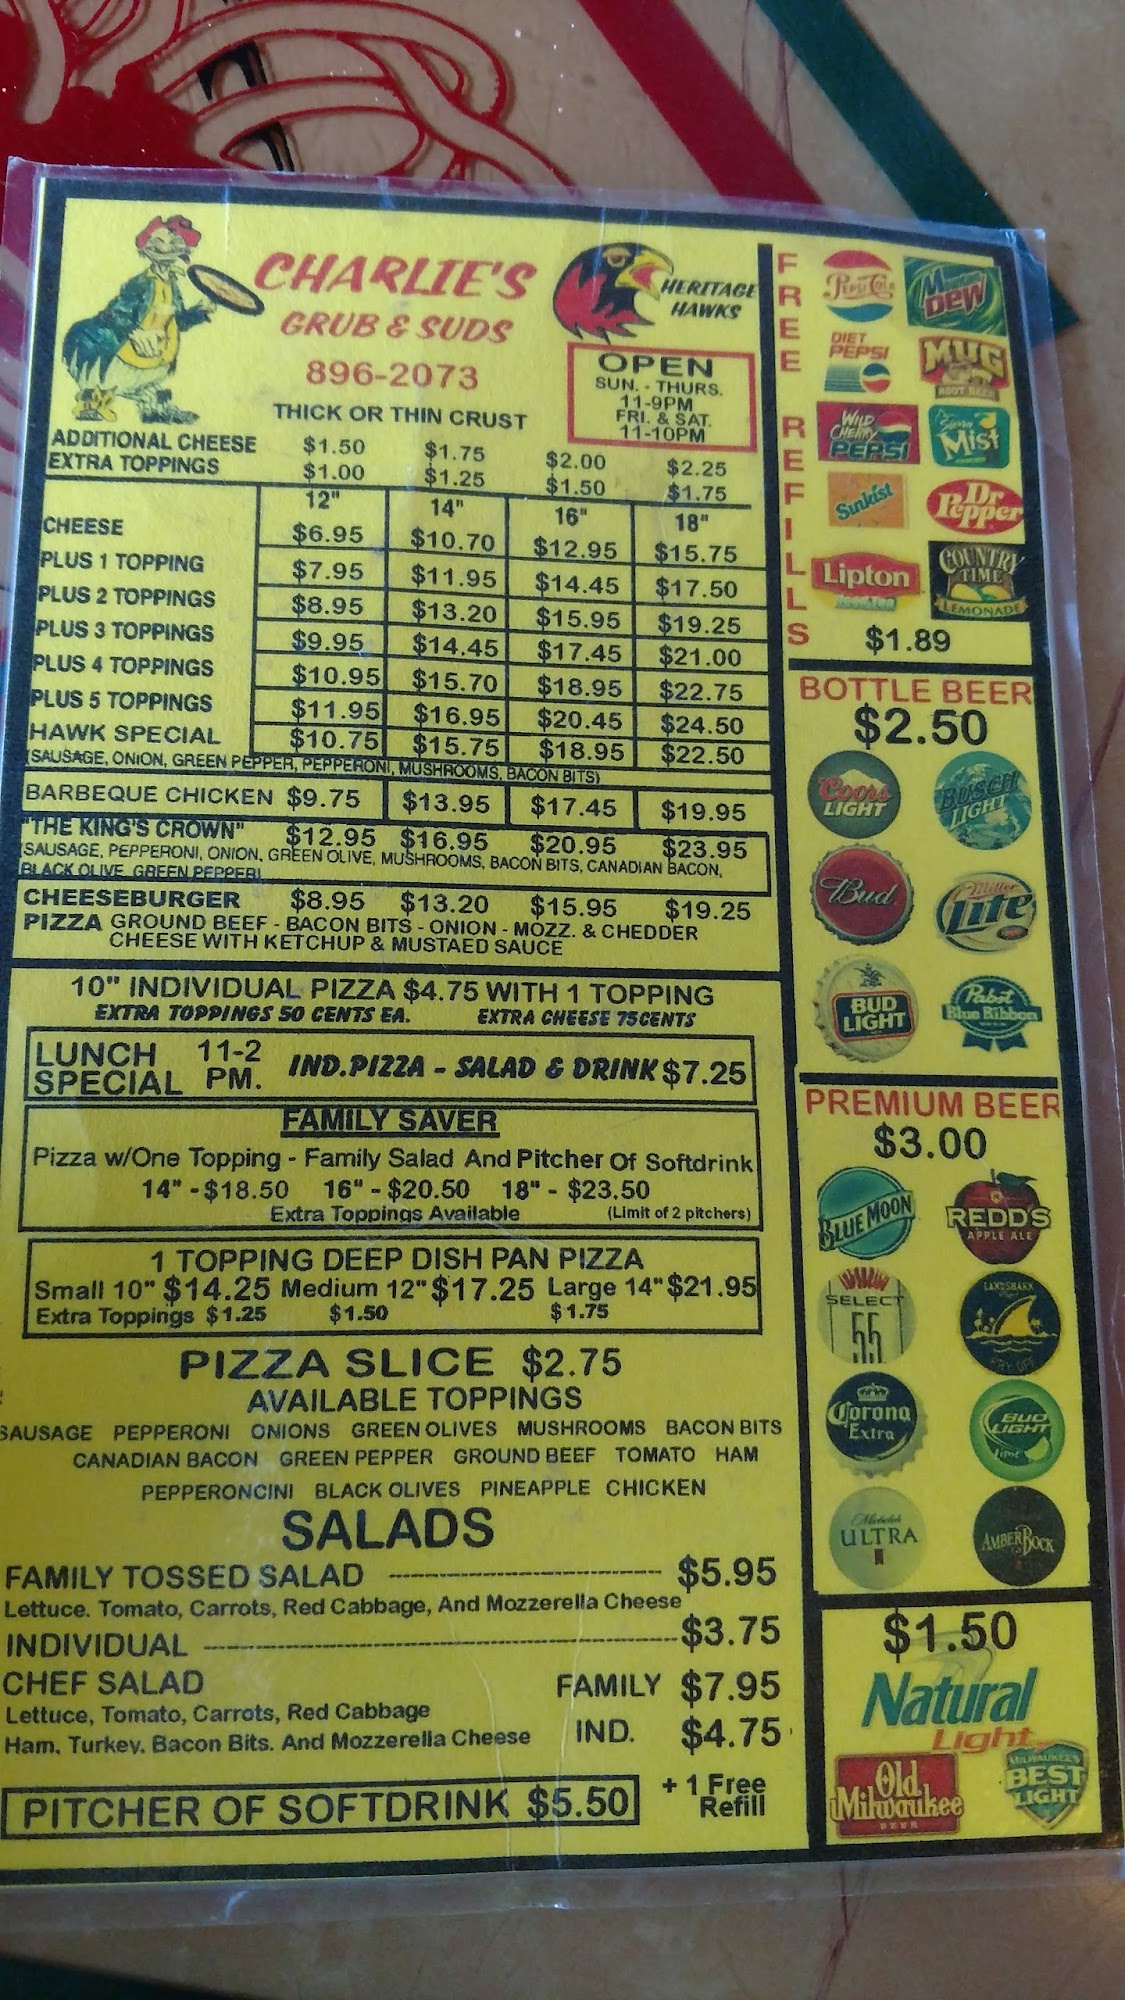 CHARLIE'S
GRUB & SUDS
896-2073
HERITAGE
HAWKS
OPEN
SUN. - THURS.
11-9PM
FRI. & SAT.
11-10PM
THICK OR THIN CRUST
ADDITIONAL CHEESE $1.50 $1.75 $2.00 $2.25
EXTRA TOPPINGS $1.00 $1.25 $1.50 $1.75
12" 14" 16" 18"
CHEESE $6.95 $10.70 $12.95 $15.75
PLUS 1 TOPPING $7.95 $11.95 $14.45 $17.50
PLUS 2 TOPPINGS $8.95 $13.20 $15.95 $19.25
PLUS 3 TOPPINGS $9.95 $14.45 $17.45 $21.00
PLUS 4 TOPPINGS $10.95 $15.70 $18.95 $22.75
PLUS 5 TOPPINGS $11.95 $16.95 $20.45 $24.50
HAWK SPECIAL $10.75 $15.75 $18.95 $22.50
(SAUSAGE, ONION, GREEN PEPPER, PEPPERONI, MUSHROOMS, BACON BITS)
BARBEQUE CHICKEN $9.75 $13.95 $17.45 $19.95
"THE KING'S CROWN" $12.95 $16.95 $20.95 $23.95
(SAUSAGE, PEPPERONI, ONION, GREEN OLIVE, MUSHROOMS, BACON BITS, CANADIAN BACON,
BLACK OLIVE, GREEN PEPPER)
CHEESEBURGER $8.95 $13.20 $15.95 $19.25
PIZZA GROUND BEEF - BACON BITS - ONION - MOZZ. & CHEDDER
CHEESE WITH KETCHUP & MUSTAED SAUCE
10" INDIVIDUAL PIZZA $4.75 WITH 1 TOPPING
EXTRA TOPPINGS 50 CENTS EA. EXTRA CHEESE 75CENTS
LUNCH SPECIAL 11-2 PM. IND.PIZZA - SALAD & DRINK $7.25
FAMILY SAVER
Pizza w/One Topping - Family Salad And Pitcher Of Softdrink
14" - $18.50 16" - $20.50 18" - $23.50
Extra Toppings Available (Limit of 2 pitchers)
1 TOPPING DEEP DISH PAN PIZZA
Small 10" $14.25 Medium 12" $17.25 Large 14" $21.95
Extra Toppings $1.25 $1.50 $1.75
PIZZA SLICE $2.75
AVAILABLE TOPPINGS
SAUSAGE PEPPERONI ONIONS GREEN OLIVES MUSHROOMS BACON BITS
CANADIAN BACON GREEN PEPPER GROUND BEEF TOMATO HAM
PEPPERONCINI BLACK OLIVES PINEAPPLE CHICKEN
SALADS
FAMILY TOSSED SALAD ---------- $5.95
Lettuce. Tomato, Carrots, Red Cabbage, And Mozzerella Cheese
INDIVIDUAL ---------- $3.75
CHEF SALAD FAMILY $7.95
Lettuce, Tomato, Carrots, Red Cabbage
Ham. Turkey. Bacon Bits. And Mozzerella Cheese IND. $4.75
PITCHER OF SOFTDRINK $5.50 + 1 Free
Refill
FREE REFILLS
PEPSI COLA Mountain DEW
DIET PEPSI MUG ROOT BEER
WILD CHERRY PEPSI Sierra Mist
Sunkist Dr Pepper
Lipton COUNTRY TIME LEMONADE
$1.89
BOTTLE BEER
$2.50
Coors LIGHT BUSCH LIGHT
Bud Miller Lite
BUD LIGHT Pabst Blue Ribbon
PREMIUM BEER
$3.00
BLUE MOON REDD'S APPLE ALE
SELECT 55 LANDSHARK
Corona Extra BUD LIGHT Lime
Michelob ULTRA AMBER BOCK
$1.50
Natural
Light
Old Milwaukee BEER MILWAUKEE'S BEST LIGHT